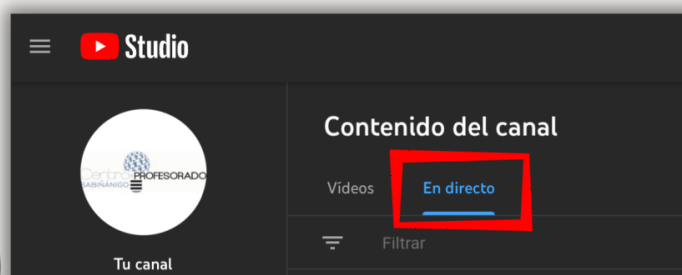 Studio
Centro PROFESORADO
SABIÑÁNIGO
Tu canal
Contenido del canal
Vídeos
En directo
Filtrar